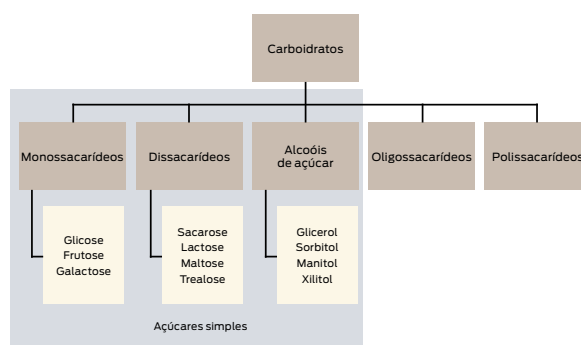 Carboidratos
Monossacarídeos
Dissacarídeos
Alcoóis
de açúcar
Oligossacarídeos
Polissacarídeos
Glicose
Frutose
Galactose
Sacarose
Lactose
Maltose
Trealose
Glicerol
Sorbitol
Manitol
Xilitol
Açúcares simples